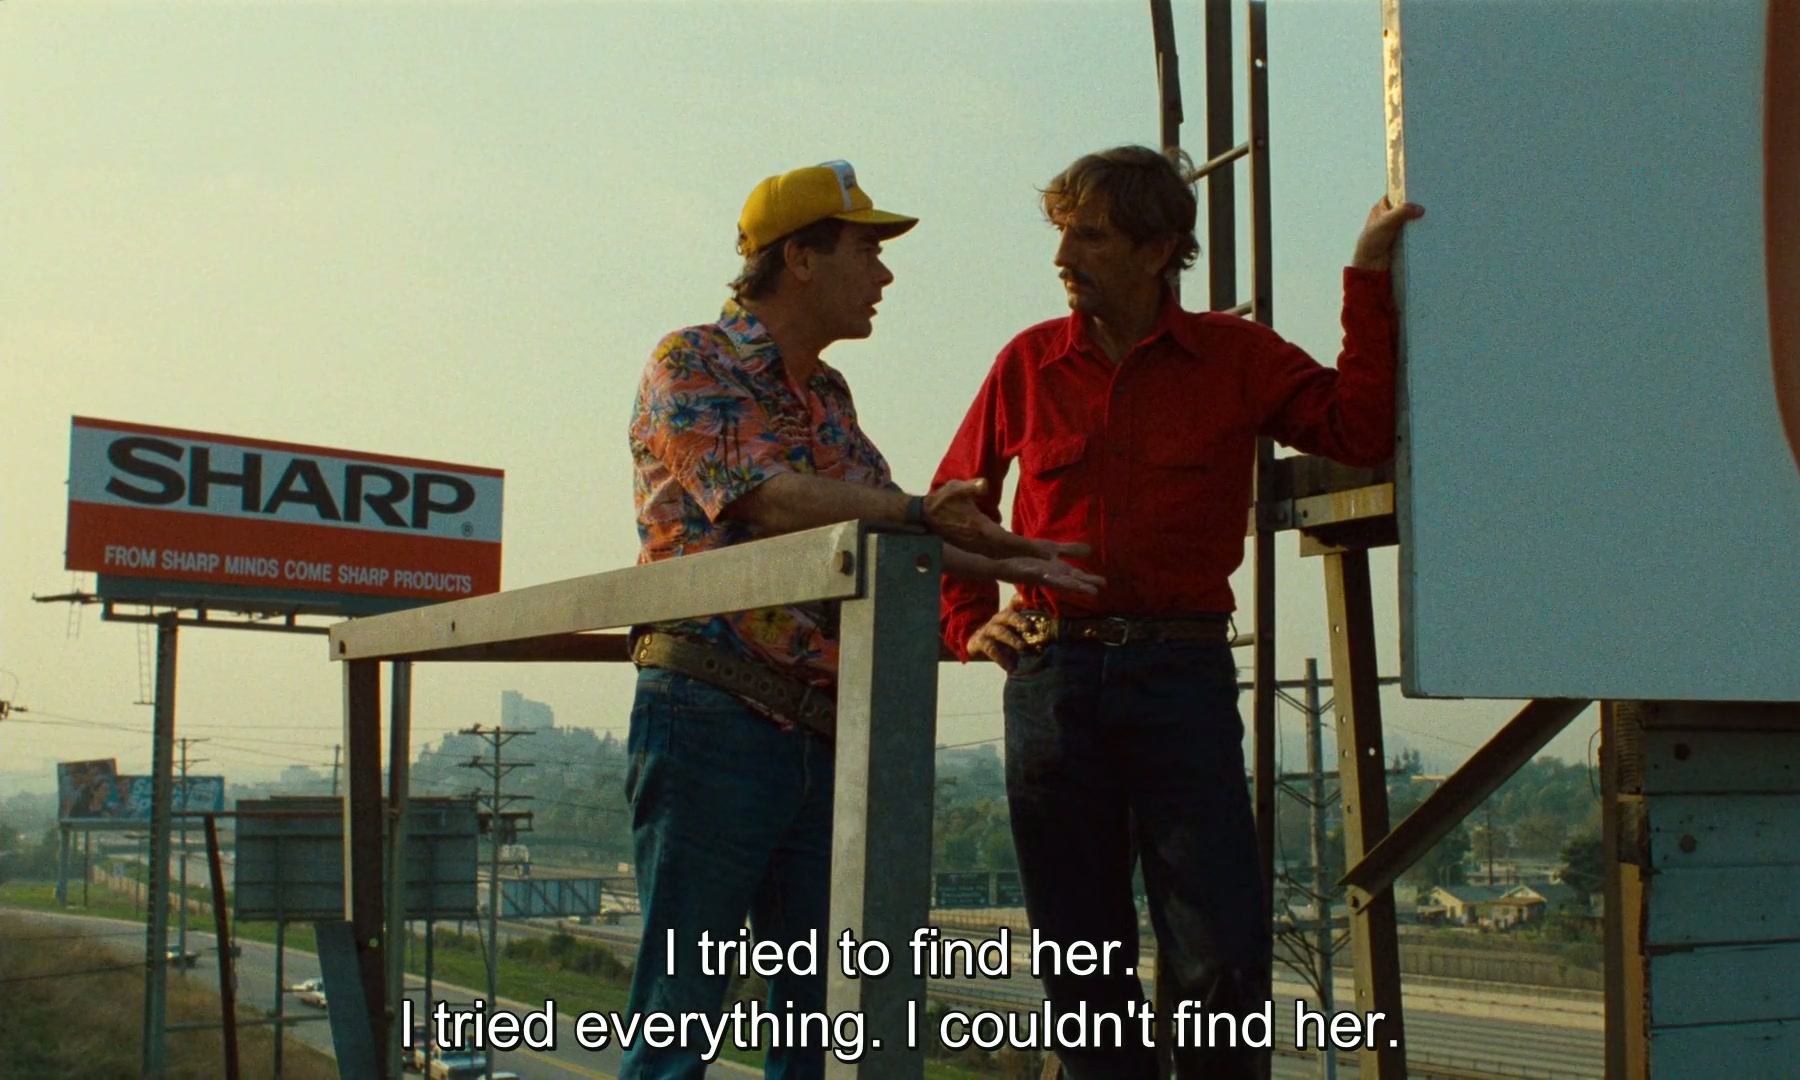 SHARP
®
FROM SHARP MINDS COME SHARP PRODUCTS
I tried to find her.
I tried everything. I couldn't find her.